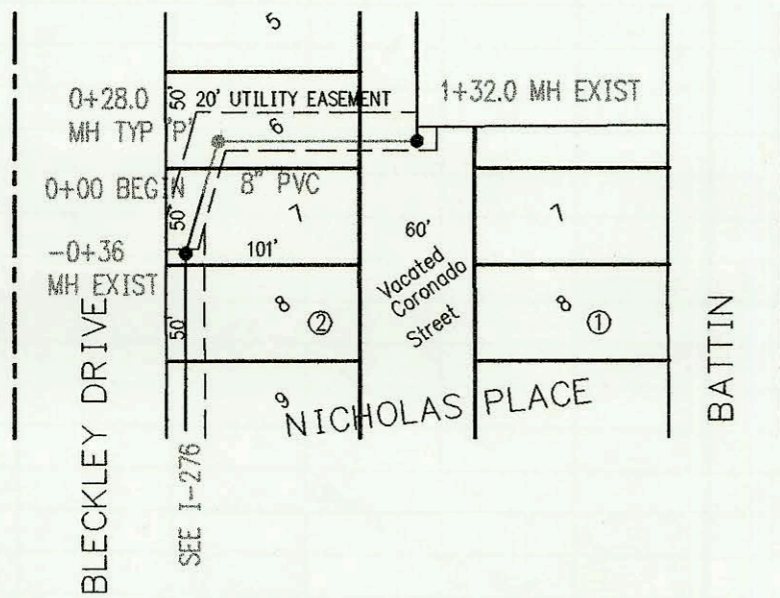 5
50'
0+28.0
MH TYP 'P'
20' UTILITY EASEMENT
1+32.0 MH EXIST
6
0+00 BEGIN
8" PVC
50'
7
60'
7
-0+36
MH EXIST
101'
Vacated
Coronado
Street
50'
8
②
8
①
9
NICHOLAS PLACE
BLECKLEY DRIVE
SEE I-276
BATTIN